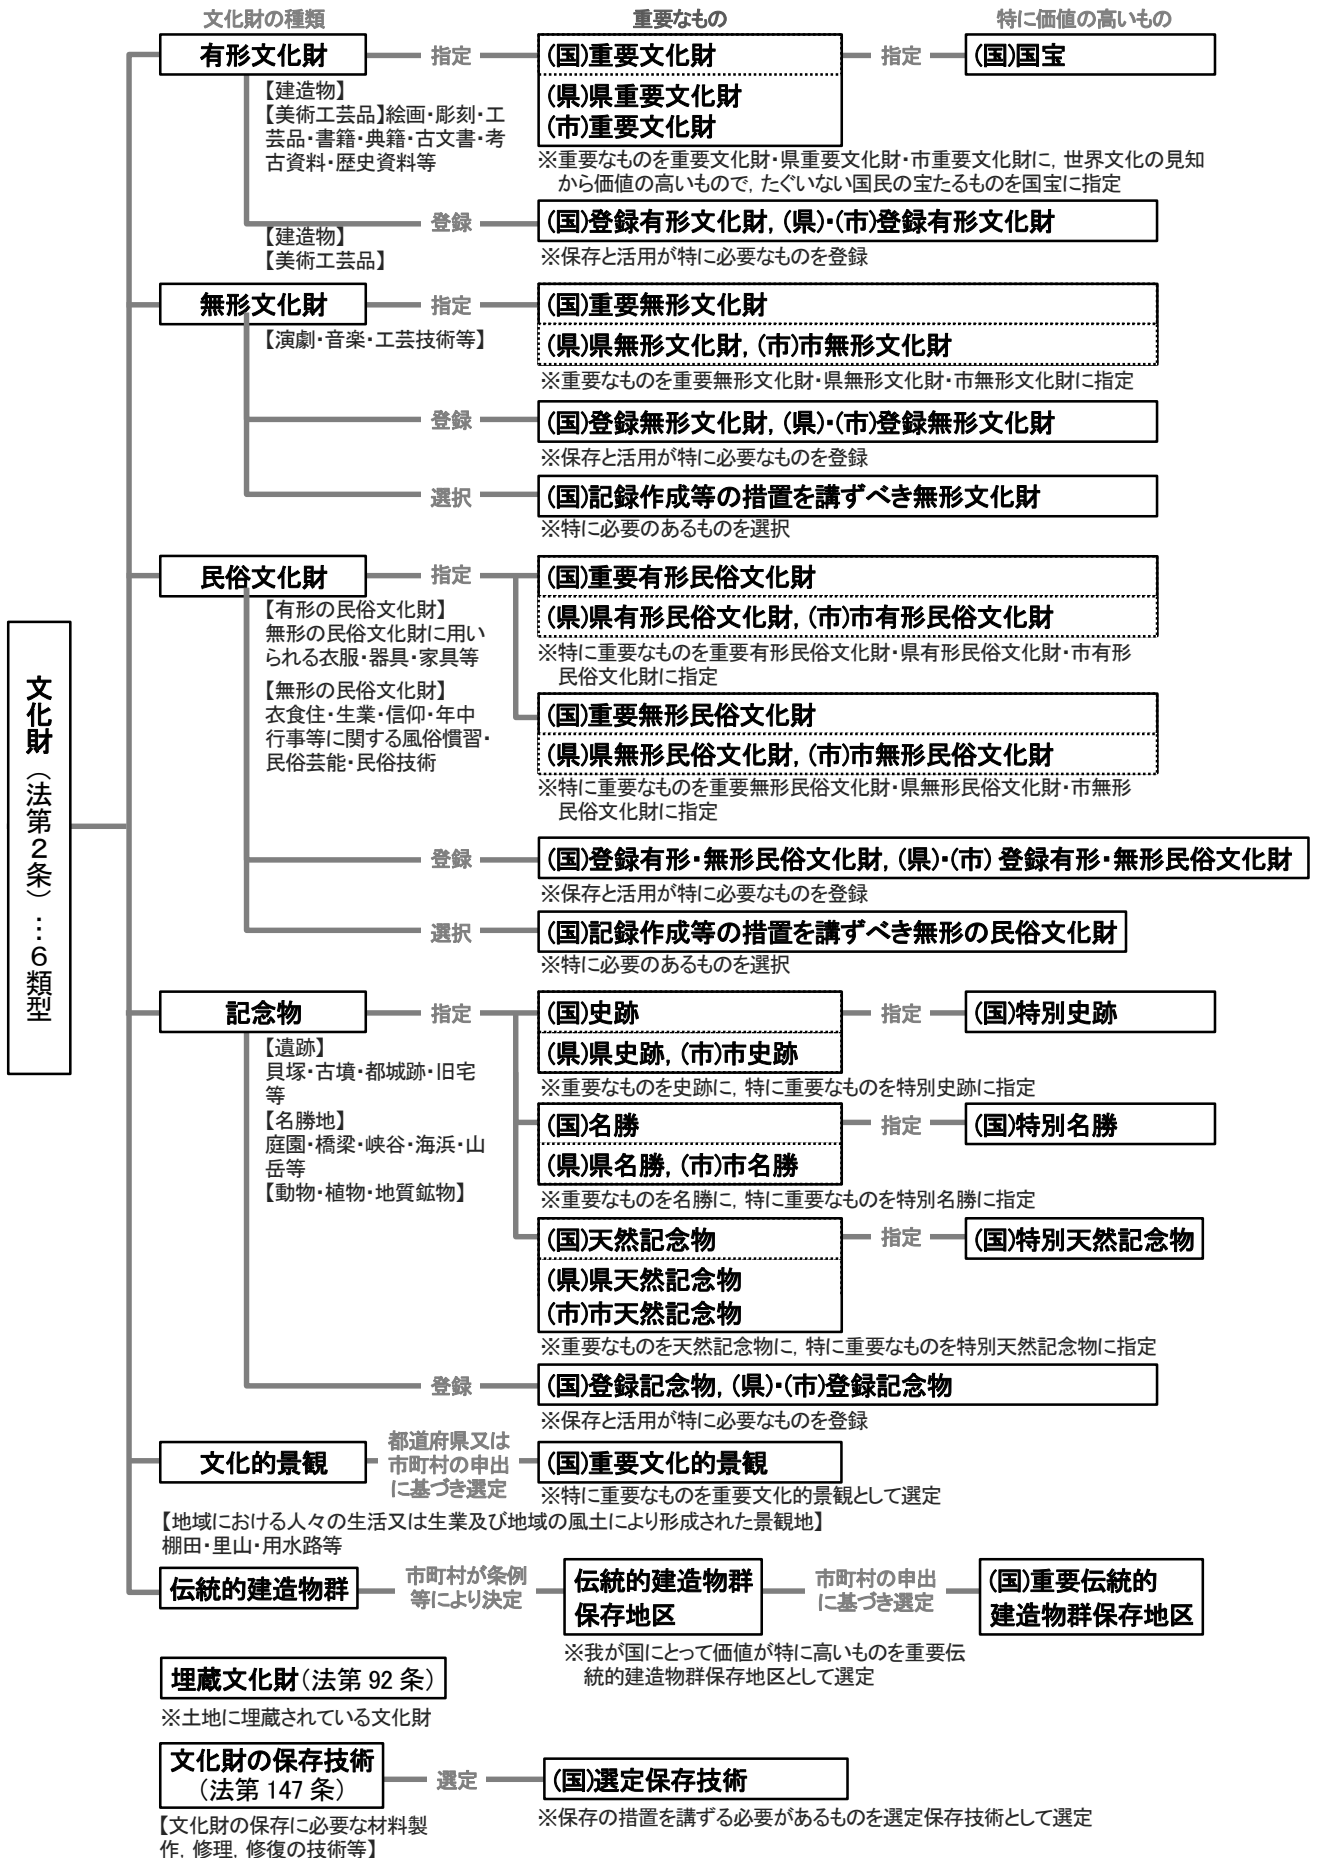 文化財の種類
重要なもの
特に価値の高いもの
有形文化財
指定
(国)重要文化財
指定
(国)国宝
(県)県重要文化財
(市)重要文化財
【建造物】
【美術工芸品】絵画・彫刻・工
芸品・書籍・典籍・古文書・考
古資料・歴史資料等
※重要なものを重要文化財・県重要文化財・市重要文化財に, 世界文化の見知
から価値の高いもので, たぐいない国民の宝たるものを国宝に指定
登録
(国)登録有形文化財, (県)・(市)登録有形文化財
【建造物】
【美術工芸品】
※保存と活用が特に必要なものを登録
無形文化財
指定
(国)重要無形文化財
(県)県無形文化財, (市)市無形文化財
【演劇・音楽・工芸技術等】
※重要なものを重要無形文化財・県無形文化財・市無形文化財に指定
登録
(国)登録無形文化財, (県)・(市)登録無形文化財
※保存と活用が特に必要なものを登録
選択
(国)記録作成等の措置を講ずべき無形文化財
※特に必要のあるものを選択
民俗文化財
指定
(国)重要有形民俗文化財
(県)県有形民俗文化財, (市)市有形民俗文化財
【有形の民俗文化財】
無形の民俗文化財に用い
られる衣服・器具・家具等
※特に重要なものを重要有形民俗文化財・県有形民俗文化財・市有形
民俗文化財に指定
【無形の民俗文化財】
衣食住・生業・信仰・年中
行事等に関する風俗慣習・
民俗芸能・民俗技術
(国)重要無形民俗文化財
(県)県無形民俗文化財, (市)市無形民俗文化財
※特に重要なものを重要無形民俗文化財・県無形民俗文化財・市無形
民俗文化財に指定
文化財(法第2条)…6類型
登録
(国)登録有形・無形民俗文化財, (県)・(市) 登録有形・無形民俗文化財
※保存と活用が特に必要なものを登録
選択
(国)記録作成等の措置を講ずべき無形の民俗文化財
※特に必要のあるものを選択
記念物
指定
(国)史跡
指定
(国)特別史跡
(県)県史跡, (市)市史跡
【遺跡】
貝塚・古墳・都城跡・旧宅
等
【名勝地】
庭園・橋梁・峡谷・海浜・山
岳等
【動物・植物・地質鉱物】
※重要なものを史跡に, 特に重要なものを特別史跡に指定
(国)名勝
指定
(国)特別名勝
(県)県名勝, (市)市名勝
※重要なものを名勝に, 特に重要なものを特別名勝に指定
(国)天然記念物
指定
(国)特別天然記念物
(県)県天然記念物
(市)市天然記念物
※重要なものを天然記念物に, 特に重要なものを特別天然記念物に指定
登録
(国)登録記念物, (県)・(市)登録記念物
※保存と活用が特に必要なものを登録
文化的景観
都道府県又は
市町村の申出
に基づき選定
(国)重要文化的景観
※特に重要なものを重要文化的景観として選定
【地域における人々の生活又は生業及び地域の風土により形成された景観地】
棚田・里山・用水路等
伝統的建造物群
市町村が条例
等により決定
伝統的建造物群
保存地区
市町村の申出
に基づき選定
(国)重要伝統的
建造物群保存地区
※我が国にとって価値が特に高いものを重要伝
統的建造物群保存地区として選定
埋蔵文化財(法第 92 条)
※土地に埋蔵されている文化財
文化財の保存技術
(法第 147 条)
選定
(国)選定保存技術
※保存の措置を講ずる必要があるものを選定保存技術として選定
【文化財の保存に必要な材料製
作, 修理, 修復の技術等】